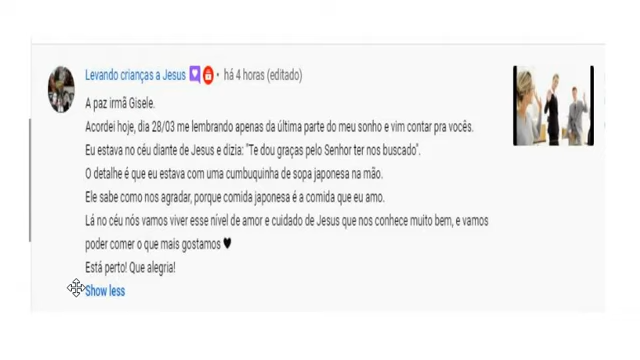 Levando crianças a Jesus • há 4 horas (editado)
A paz irmã Gisele.
Acordei hoje, dia 28/03 me lembrando apenas da última parte do meu sonho e vim contar pra vocês.
Eu estava no céu diante de Jesus e dizia: "Te dou graças pelo Senhor ter nos buscado".
O detalhe é que eu estava com uma cumbuquinha de sopa japonesa na mão.
Ele sabe como nos agradar, porque comida japonesa é a comida que eu amo.
Lá no céu nós vamos viver esse nível de amor e cuidado de Jesus que nos conhece muito bem, e vamos
poder comer o que mais gostamos 🖤
Está perto! Que alegria!
Show less